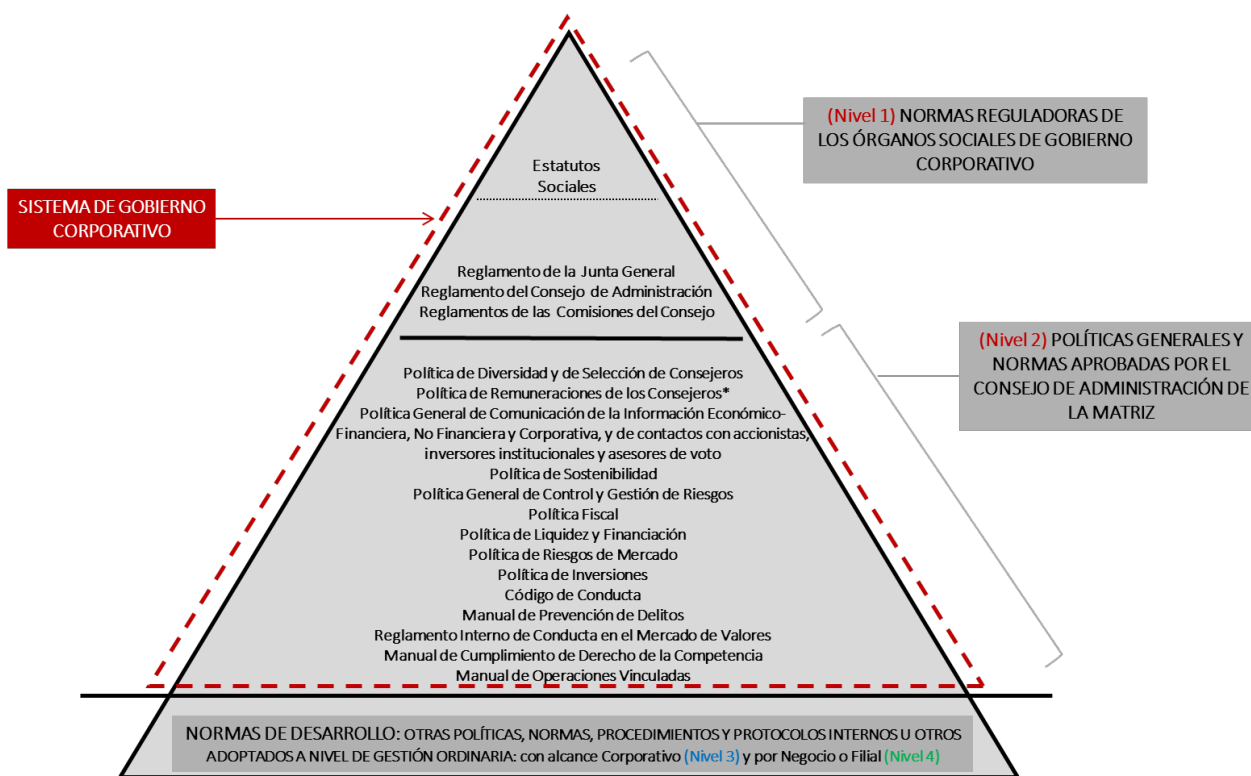 (Nivel 1) NORMAS REGULADORAS DE
LOS ÓRGANOS SOCIALES DE GOBIERNO
CORPORATIVO
Estatutos
Sociales
SISTEMA DE GOBIERNO
CORPORATIVO
Reglamento de la Junta General
Reglamento del Consejo de Administración
Reglamentos de las Comisiones del Consejo
(Nivel 2) POLÍTICAS GENERALES Y
NORMAS APROBADAS POR EL
CONSEJO DE ADMINISTRACIÓN DE
LA MATRIZ
Política de Diversidad y de Selección de Consejeros
Política de Remuneraciones de los Consejeros*
Política General de Comunicación de la Información Económico-
Financiera, No Financiera y Corporativa, y de contactos con accionistas,
inversores institucionales y asesores de voto
Política de Sostenibilidad
Política General de Control y Gestión de Riesgos
Política Fiscal
Política de Liquidez y Financiación
Política de Riesgos de Mercado
Política de Inversiones
Código de Conducta
Manual de Prevención de Delitos
Reglamento Interno de Conducta en el Mercado de Valores
Manual de Cumplimiento de Derecho de la Competencia
Manual de Operaciones Vinculadas
NORMAS DE DESARROLLO: OTRAS POLÍTICAS, NORMAS, PROCEDIMIENTOS Y PROTOCOLOS INTERNOS U OTROS
ADOPTADOS A NIVEL DE GESTIÓN ORDINARIA: con alcance Corporativo (Nivel 3) y por Negocio o Filial (Nivel 4)